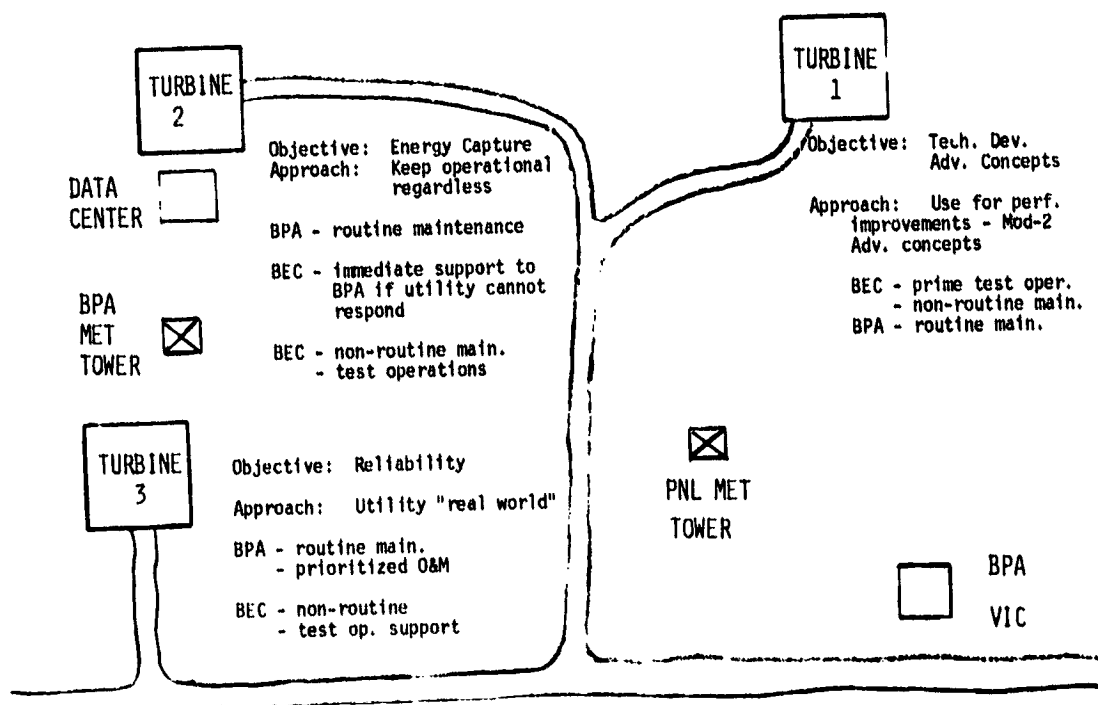 TURBINE
2
Objective: Energy Capture
Approach: Keep operational
regardless
BPA - routine maintenance
BEC - immediate support to
BPA if utility cannot
respond
BEC - non-routine main.
- test operations
DATA
CENTER
BPA
MET
TOWER
TURBINE
1
Objective: Tech. Dev.
Adv. Concepts
Approach: Use for perf.
improvements - Mod-2
Adv. concepts
BEC - prime test oper.
- non-routine main.
BPA - routine main.
TURBINE
3
Objective: Reliability
Approach: Utility "real world"
BPA - routine main.
- prioritized O&M
BEC - non-routine
- test op. support
PNL MET
TOWER
BPA
VIC